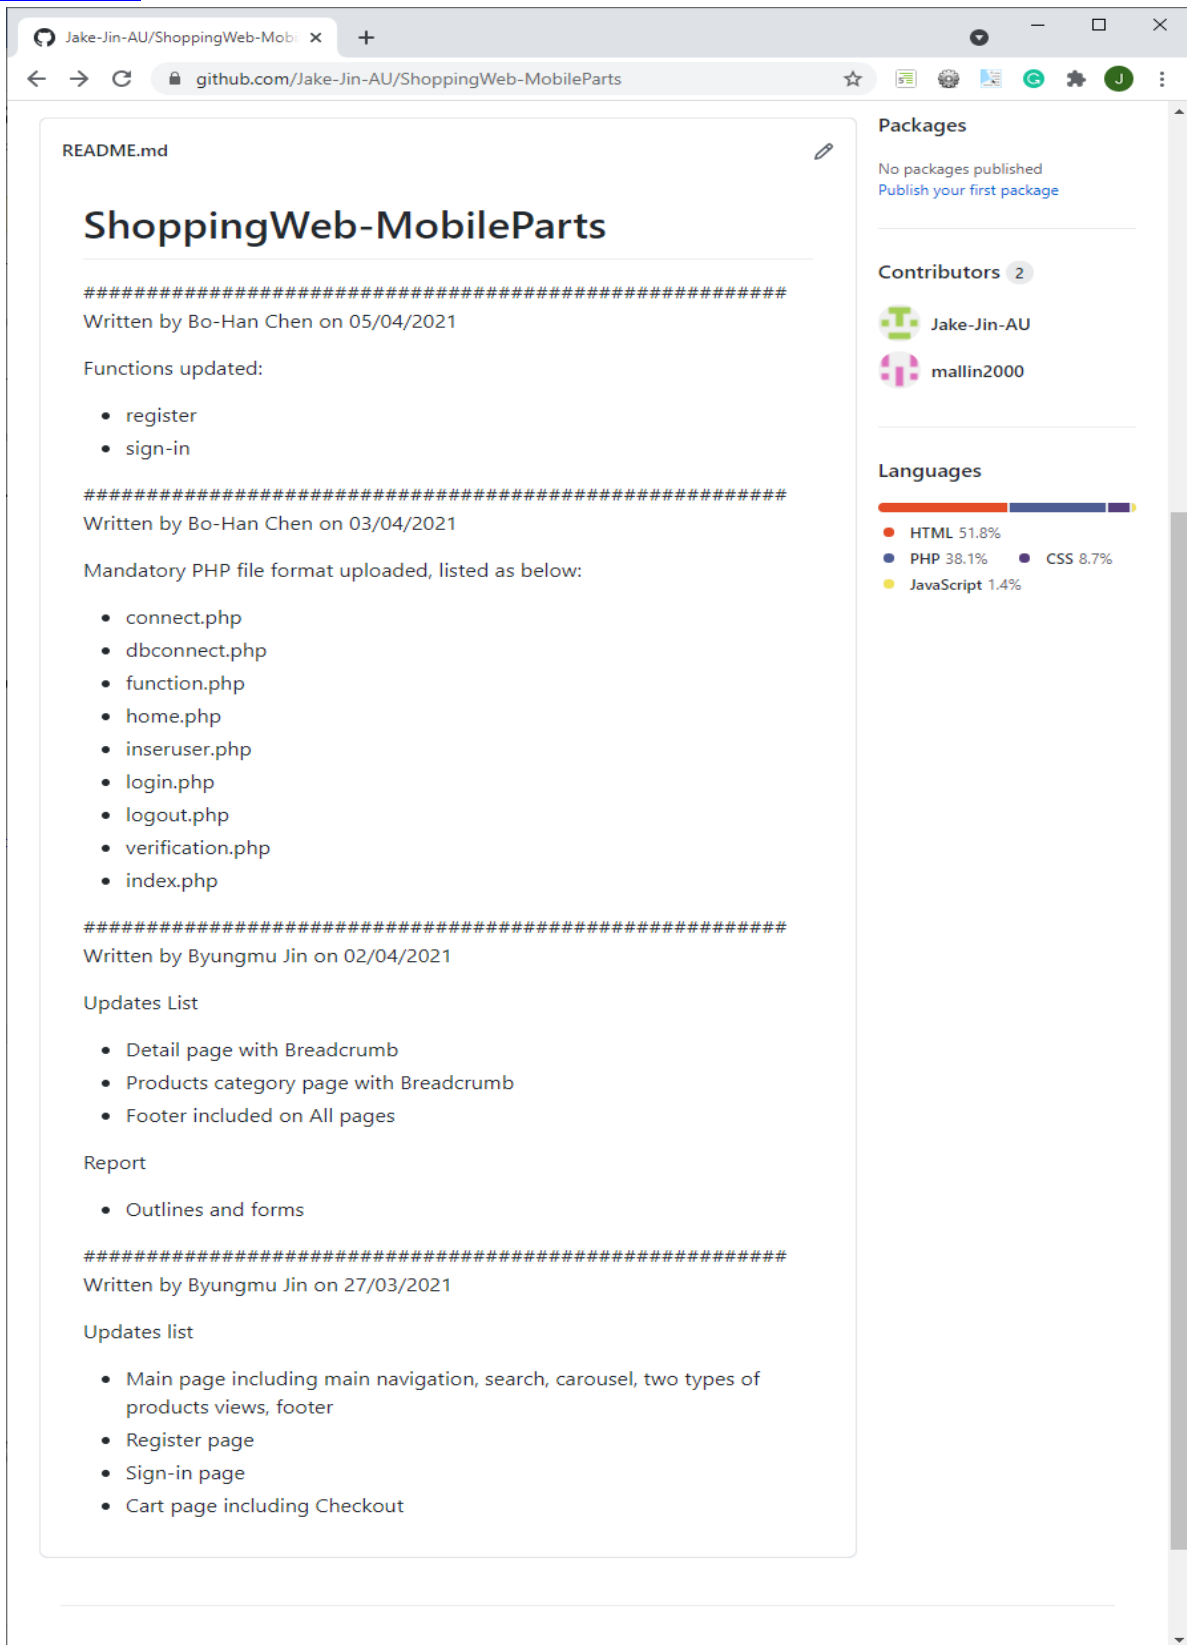 Jake-Jin-AU/ShoppingWeb-Mobi
github.com/Jake-Jin-AU/ShoppingWeb-MobileParts
J
README.md
ShoppingWeb-MobileParts
########################################################
Written by Bo-Han Chen on 05/04/2021
Functions updated:
register
sign-in
########################################################
Written by Bo-Han Chen on 03/04/2021
Mandatory PHP file format uploaded, listed as below:
connect.php
dbconnect.php
function.php
home.php
inseruser.php
login.php
logout.php
verification.php
index.php
########################################################
Written by Byungmu Jin on 02/04/2021
Updates List
Detail page with Breadcrumb
Products category page with Breadcrumb
Footer included on All pages
Report
Outlines and forms
########################################################
Written by Byungmu Jin on 27/03/2021
Updates list
Main page including main navigation, search, carousel, two types of
products views, footer
Register page
Sign-in page
Cart page including Checkout
Packages
No packages published
Publish your first package
Contributors 2
Jake-Jin-AU
mallin2000
Languages
HTML 51.8%
PHP 38.1% CSS 8.7%
JavaScript 1.4%